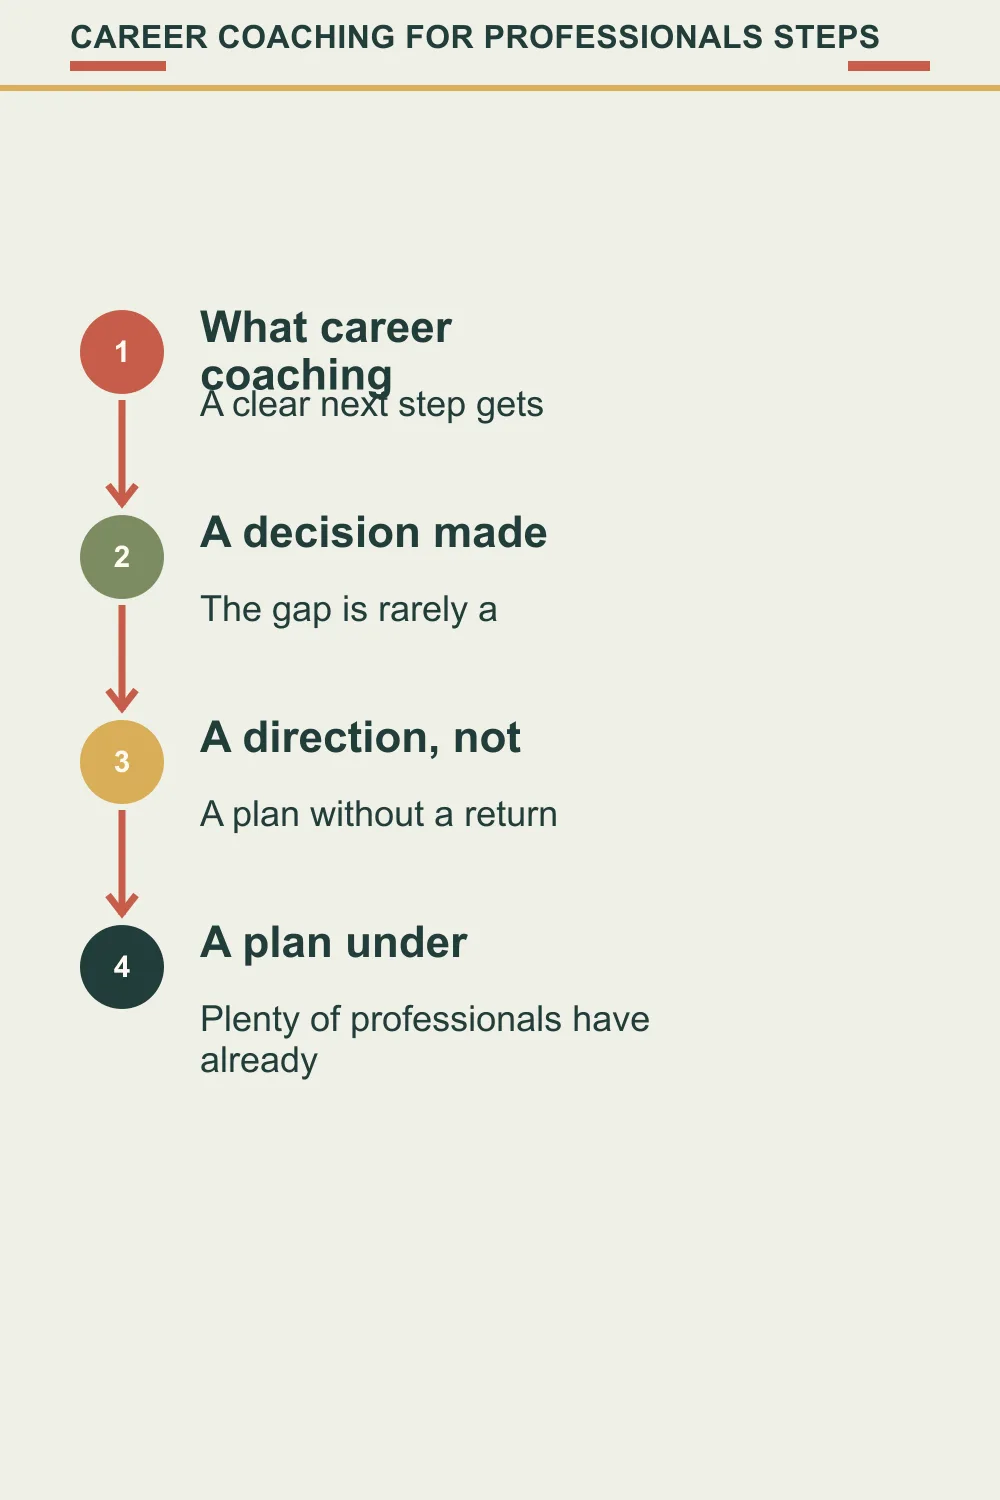 CAREER COACHING FOR PROFESSIONALS STEPS
1
What career
coaching
A clear next step gets
2
A decision made
The gap is rarely a
3
A direction, not
A plan without a return
4
A plan under
Plenty of professionals have
already